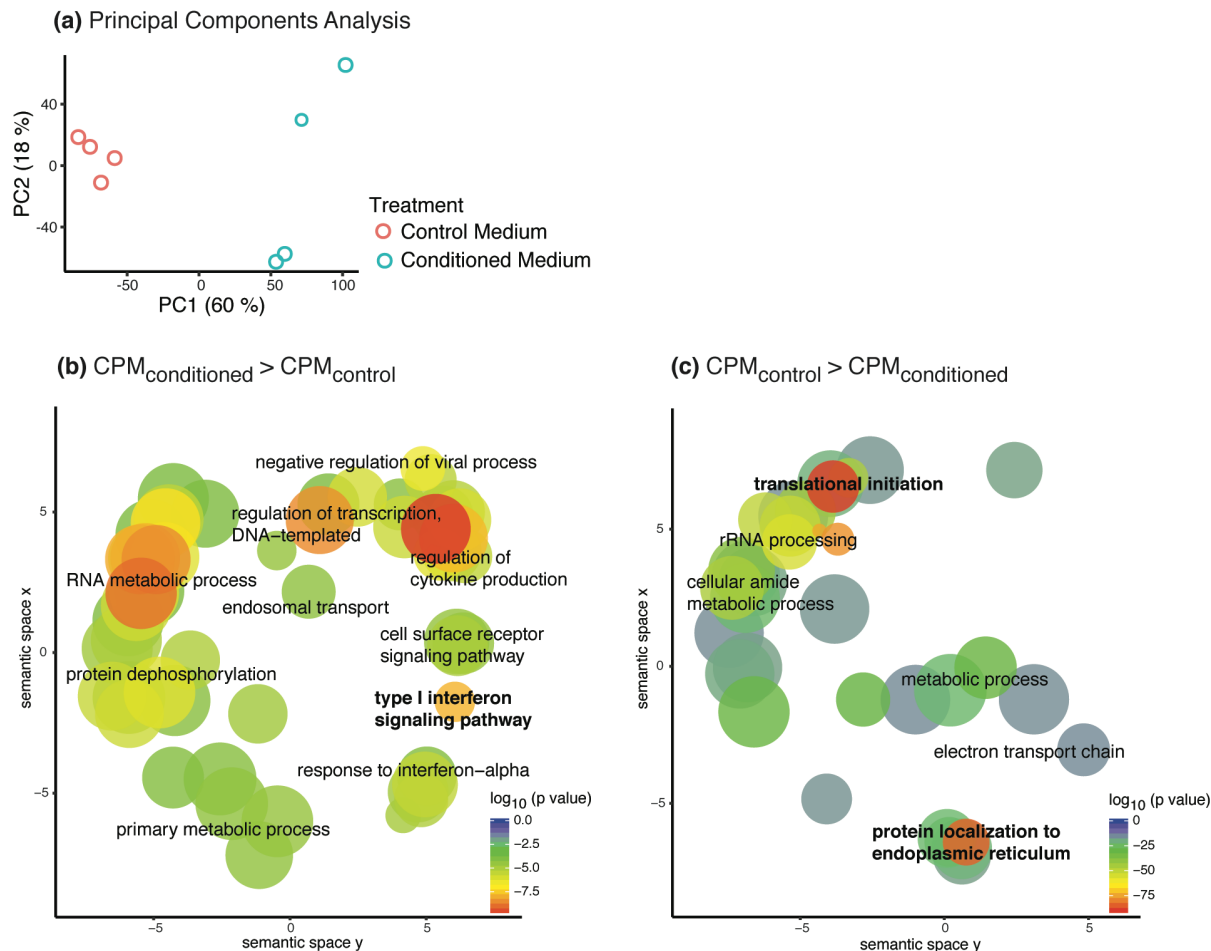 (a) Principal Components Analysis
PC2 (18 %)
40
0
-40
-50
0
50
100
PC1 (60 %)
Treatment
Control Medium
Conditioned Medium
(b) CPMconditioned > CPMcontrol
semantic space x
5
0
−5
negative regulation of viral process
regulation of transcription,
DNA−templated
regulation of
cytokine production
RNA metabolic process
endosomal transport
cell surface receptor
signaling pathway
protein dephosphorylation
type I interferon
signaling pathway
response to interferon−alpha
primary metabolic process
log10 (p value)
0.0
−2.5
−5.0
−7.5
−5
0
5
semantic space y
(c) CPMcontrol > CPMconditioned
semantic space x
5
0
−5
translational initiation
rRNA processing
cellular amide
metabolic process
metabolic process
electron transport chain
protein localization to
endoplasmic reticulum
log10 (p value)
0
−25
−50
−75
−5
0
5
semantic space y